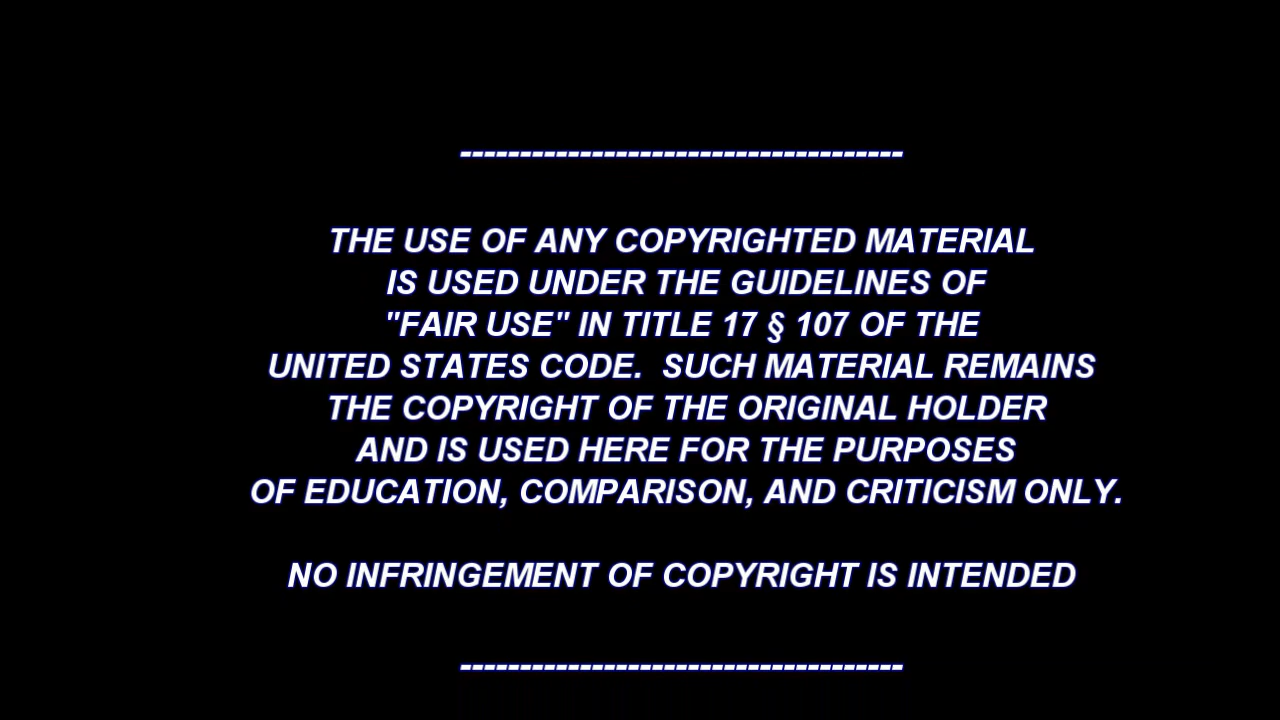 -------------------------------------
THE USE OF ANY COPYRIGHTED MATERIAL
IS USED UNDER THE GUIDELINES OF
"FAIR USE" IN TITLE 17 § 107 OF THE
UNITED STATES CODE.  SUCH MATERIAL REMAINS
THE COPYRIGHT OF THE ORIGINAL HOLDER
AND IS USED HERE FOR THE PURPOSES
OF EDUCATION, COMPARISON, AND CRITICISM ONLY.
NO INFRINGEMENT OF COPYRIGHT IS INTENDED
-------------------------------------